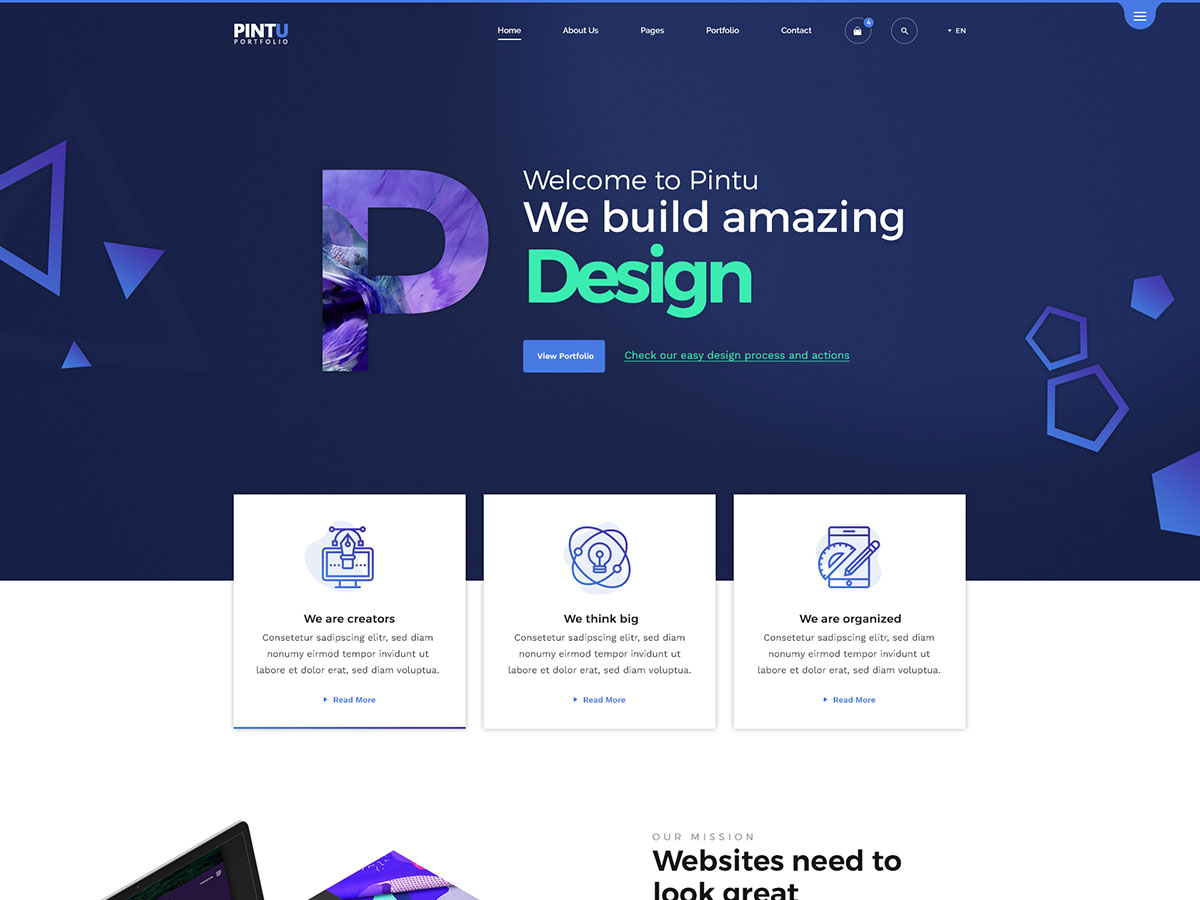 PINTU
PORTFOLIO
Home
About Us
Pages
Portfolio
Contact
4
EN
P
Welcome to Pintu
We build amazing
Design
View Portfolio
Check our easy design process and actions
We are creators
Consetetur sadipscing elitr, sed diam
nonumy eirmod tempor invidunt ut
labore et dolor erat, sed diam voluptua.
Read More
We think big
Consetetur sadipscing elitr, sed diam
nonumy eirmod tempor invidunt ut
labore et dolor erat, sed diam voluptua.
Read More
We are organized
Consetetur sadipscing elitr, sed diam
nonumy eirmod tempor invidunt ut
labore et dolor erat, sed diam voluptua.
Read More
OUR MISSION
Websites need to
look great